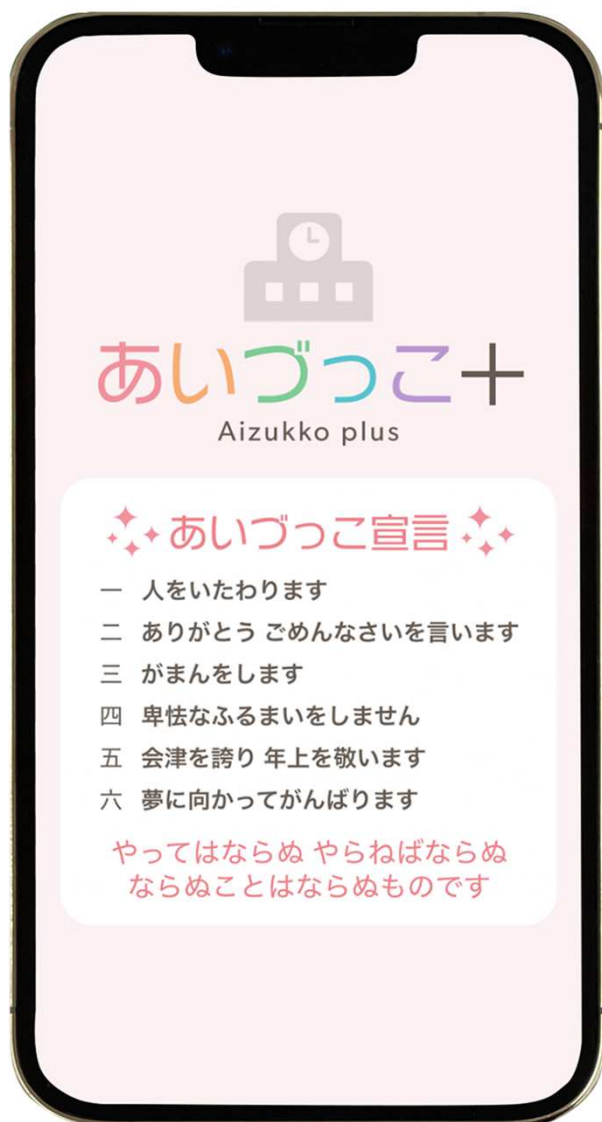 あいづっこ＋
Aizukko plus
あいづっこ宣言
一 人をいたわります
二 ありがとう ごめんなさいを言います
三 がまんをします
四 卑怯なふるまいをしません
五 会津を誇り 年上を敬います
六 夢に向かってがんばります
やってはならぬ やらねばならぬ
ならぬことはならぬものです